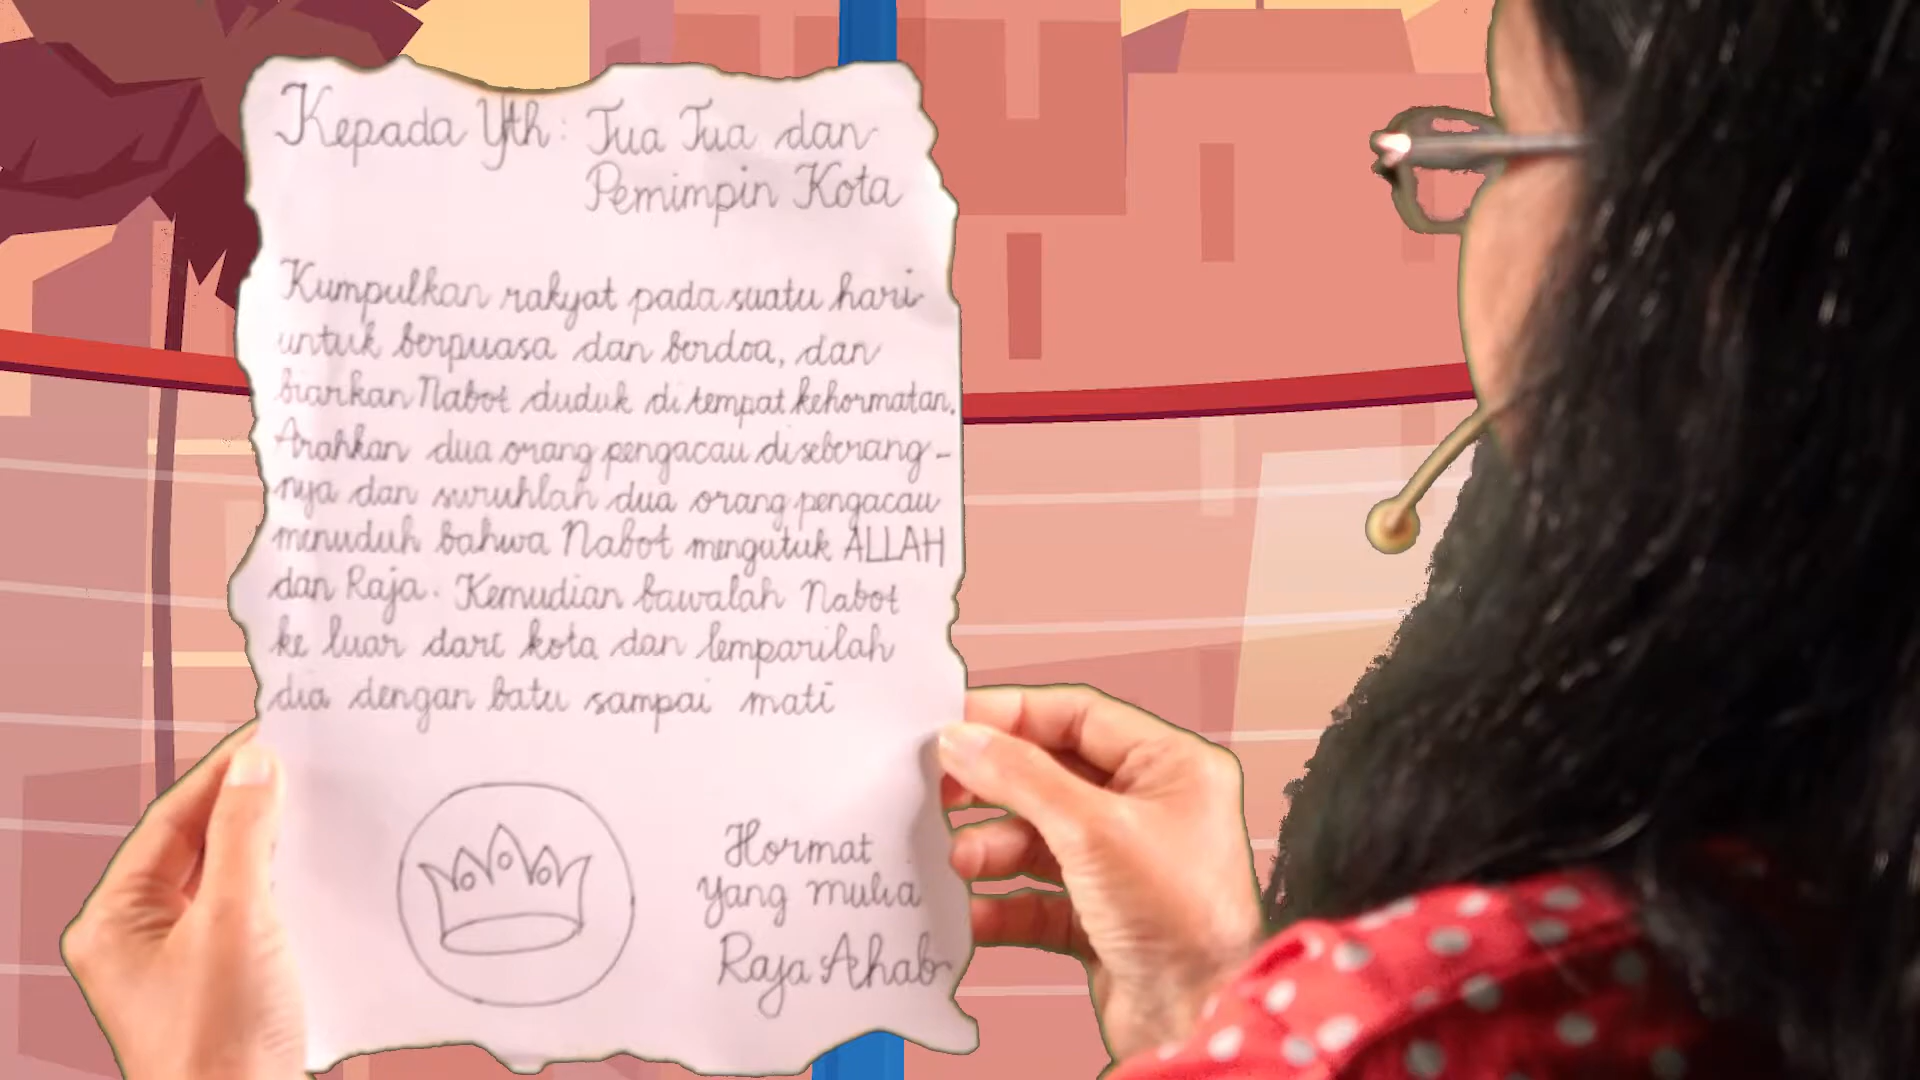 Kepada Yth: Tua Tua dan
Pemimpin Kota
Kumpulkan rakyat pada suatu hari
untuk berpuasa dan berdoa, dan
biarkan Nabot duduk di tempat kehormatan.
Arahkan dua orang pengacau diseberang-
nya dan suruhlah dua orang pengacau
menuduh bahwa Nabot mengutuk ALLAH
dan Raja. Kemudian bawalah Nabot
ke luar dari kota dan lemparilah
dia dengan batu sampai mati
Hormat
yang mulia
Raja Ahab